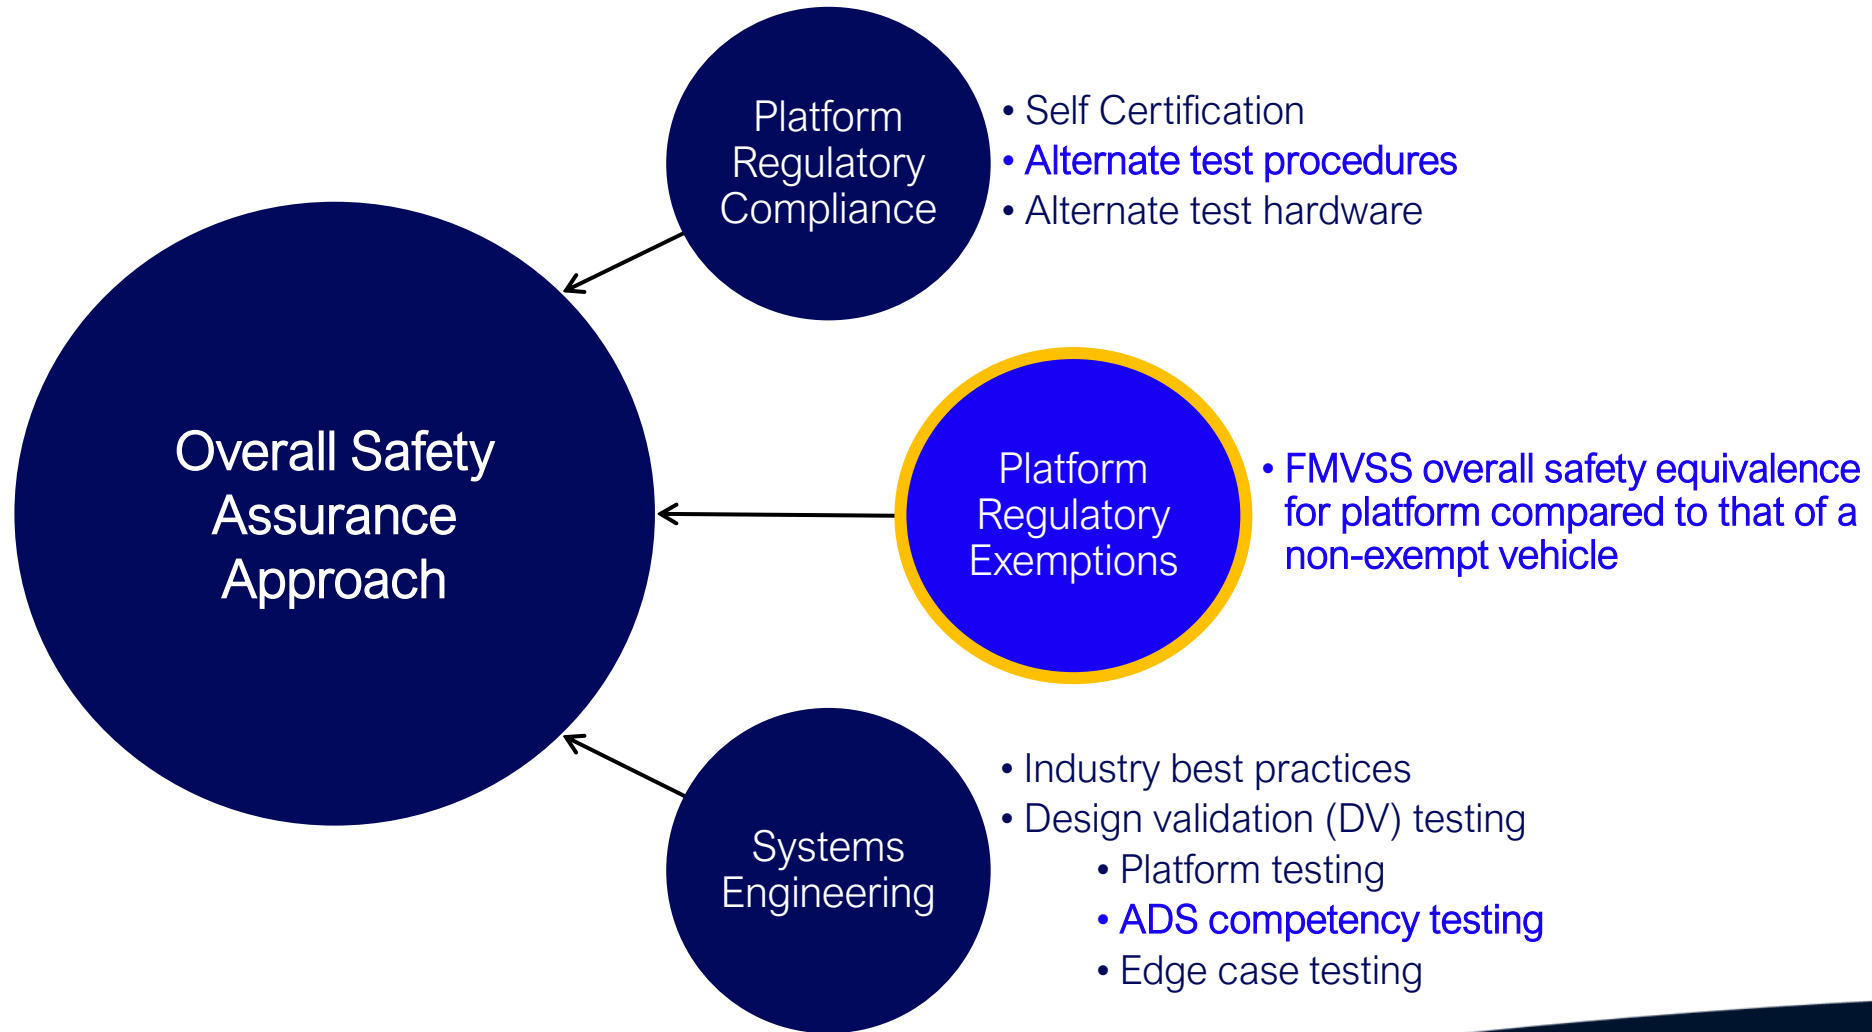 Platform
Regulatory
Compliance
• Self Certification
• Alternate test procedures
• Alternate test hardware
Overall Safety
Assurance
Approach
Platform
Regulatory
Exemptions
• FMVSS overall safety equivalence
for platform compared to that of a
non-exempt vehicle
Systems
Engineering
• Industry best practices
• Design validation (DV) testing
• Platform testing
• ADS competency testing
• Edge case testing